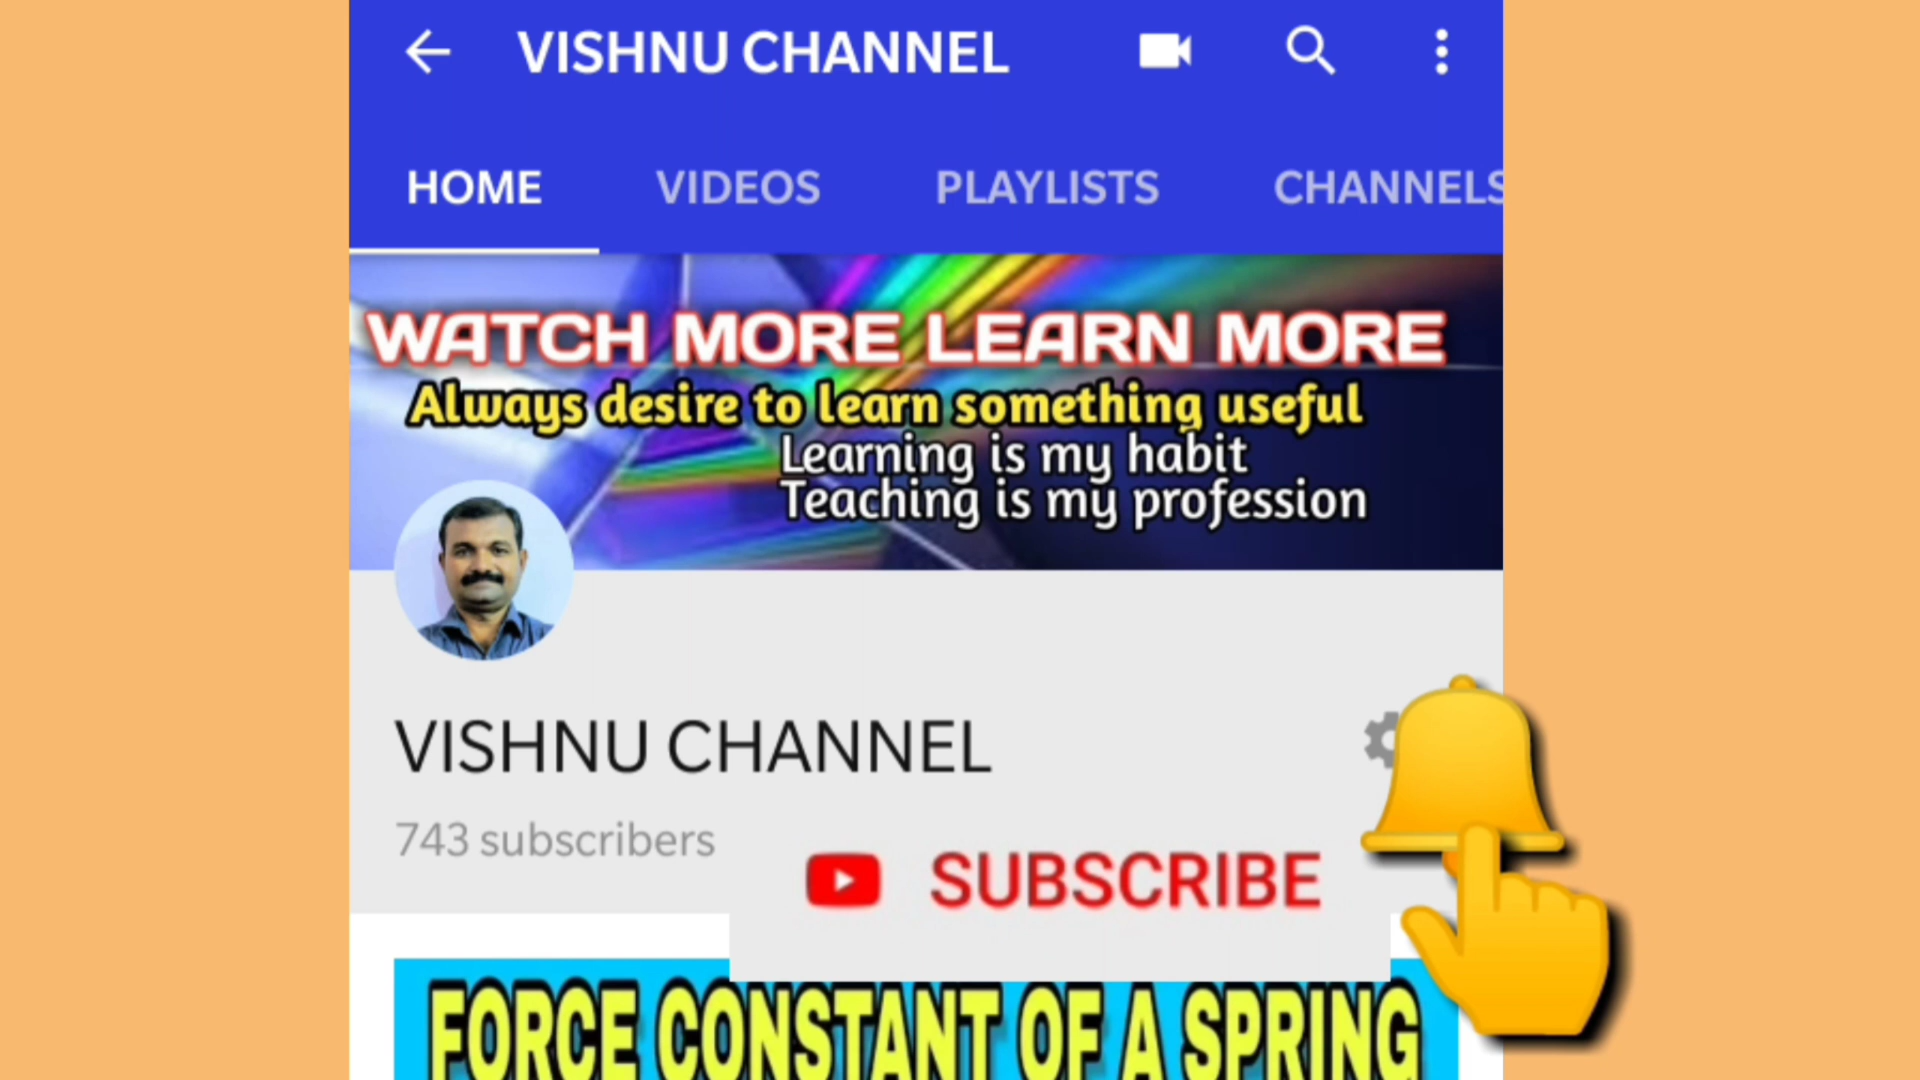 VISHNU CHANNEL
HOME VIDEOS PLAYLISTS CHANNELS
WATCH MORE LEARN MORE
Always desire to learn something useful
Learning is my habit
Teaching is my profession
VISHNU CHANNEL
743 subscribers
SUBSCRIBE
FORCE CONSTANT OF A SPRING